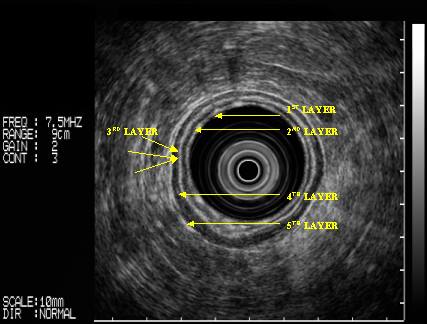 FREQ : 7.5MHZ
RANGE: 9cm
GAIN : 2
CONT : 3
1ST LAYER
2ND LAYER
3RD LAYER
4TH LAYER
5TH LAYER
SCALE:10mm
DIR :NORMAL